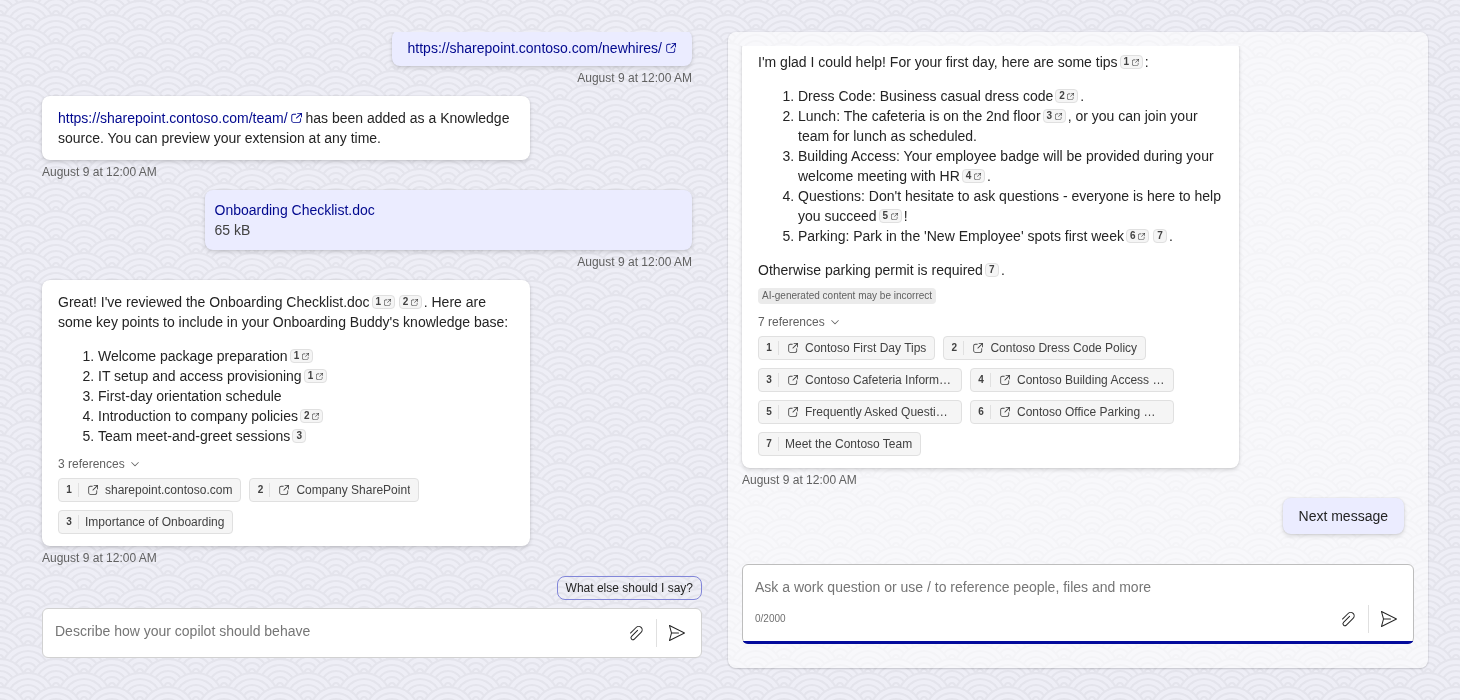 https://sharepoint.contoso.com/newhires/
August 9 at 12:00 AM
https://sharepoint.contoso.com/team/ has been added as a Knowledge
source. You can preview your extension at any time.
August 9 at 12:00 AM
Onboarding Checklist.doc
65 kB
August 9 at 12:00 AM
Great! I've reviewed the Onboarding Checklist.doc 1 2 . Here are
some key points to include in your Onboarding Buddy's knowledge base:
1. Welcome package preparation 1
2. IT setup and access provisioning 1
3. First-day orientation schedule
4. Introduction to company policies 2
5. Team meet-and-greet sessions 3
3 references
1 sharepoint.contoso.com 2 Company SharePoint
3 Importance of Onboarding
August 9 at 12:00 AM
What else should I say?
Describe how your copilot should behave
I'm glad I could help! For your first day, here are some tips 1 :
1. Dress Code: Business casual dress code 2 .
2. Lunch: The cafeteria is on the 2nd floor 3 , or you can join your
team for lunch as scheduled.
3. Building Access: Your employee badge will be provided during your
welcome meeting with HR 4 .
4. Questions: Don't hesitate to ask questions - everyone is here to help
you succeed 5 !
5. Parking: Park in the 'New Employee' spots first week 6 7 .
Otherwise parking permit is required 7 .
AI-generated content may be incorrect
7 references
1 Contoso First Day Tips 2 Contoso Dress Code Policy
3 Contoso Cafeteria Inform… 4 Contoso Building Access …
5 Frequently Asked Questi… 6 Contoso Office Parking …
7 Meet the Contoso Team
August 9 at 12:00 AM
Next message
Ask a work question or use / to reference people, files and more
0/2000